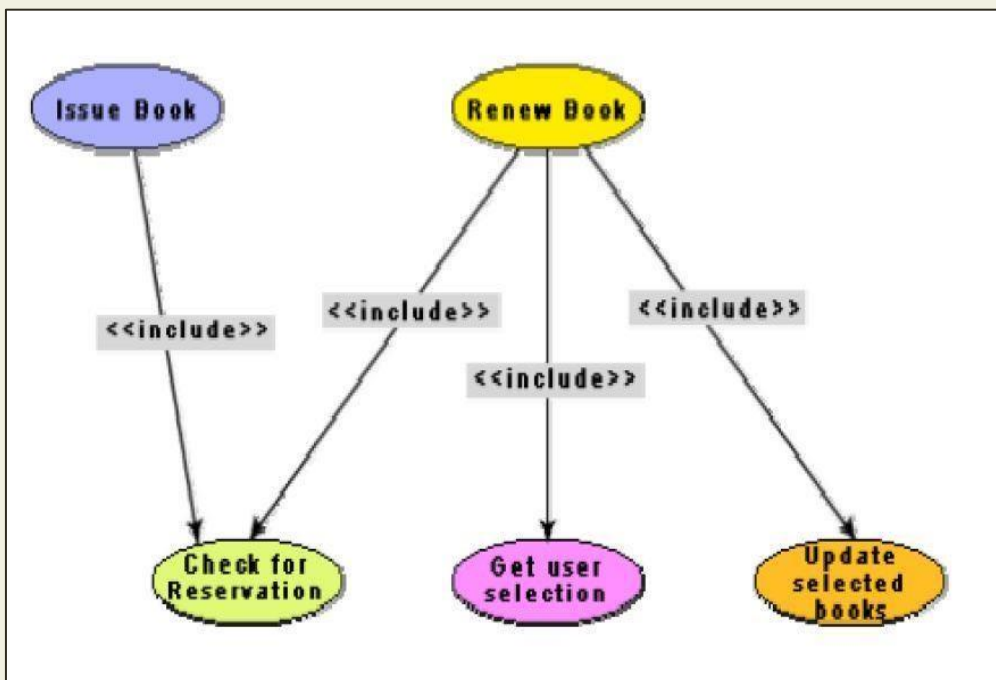 Issue Book
Renew Book
<<include>>
<<include>>
<<include>>
<<include>>
Check for
Reservation
Get user
selection
Update
selected
books